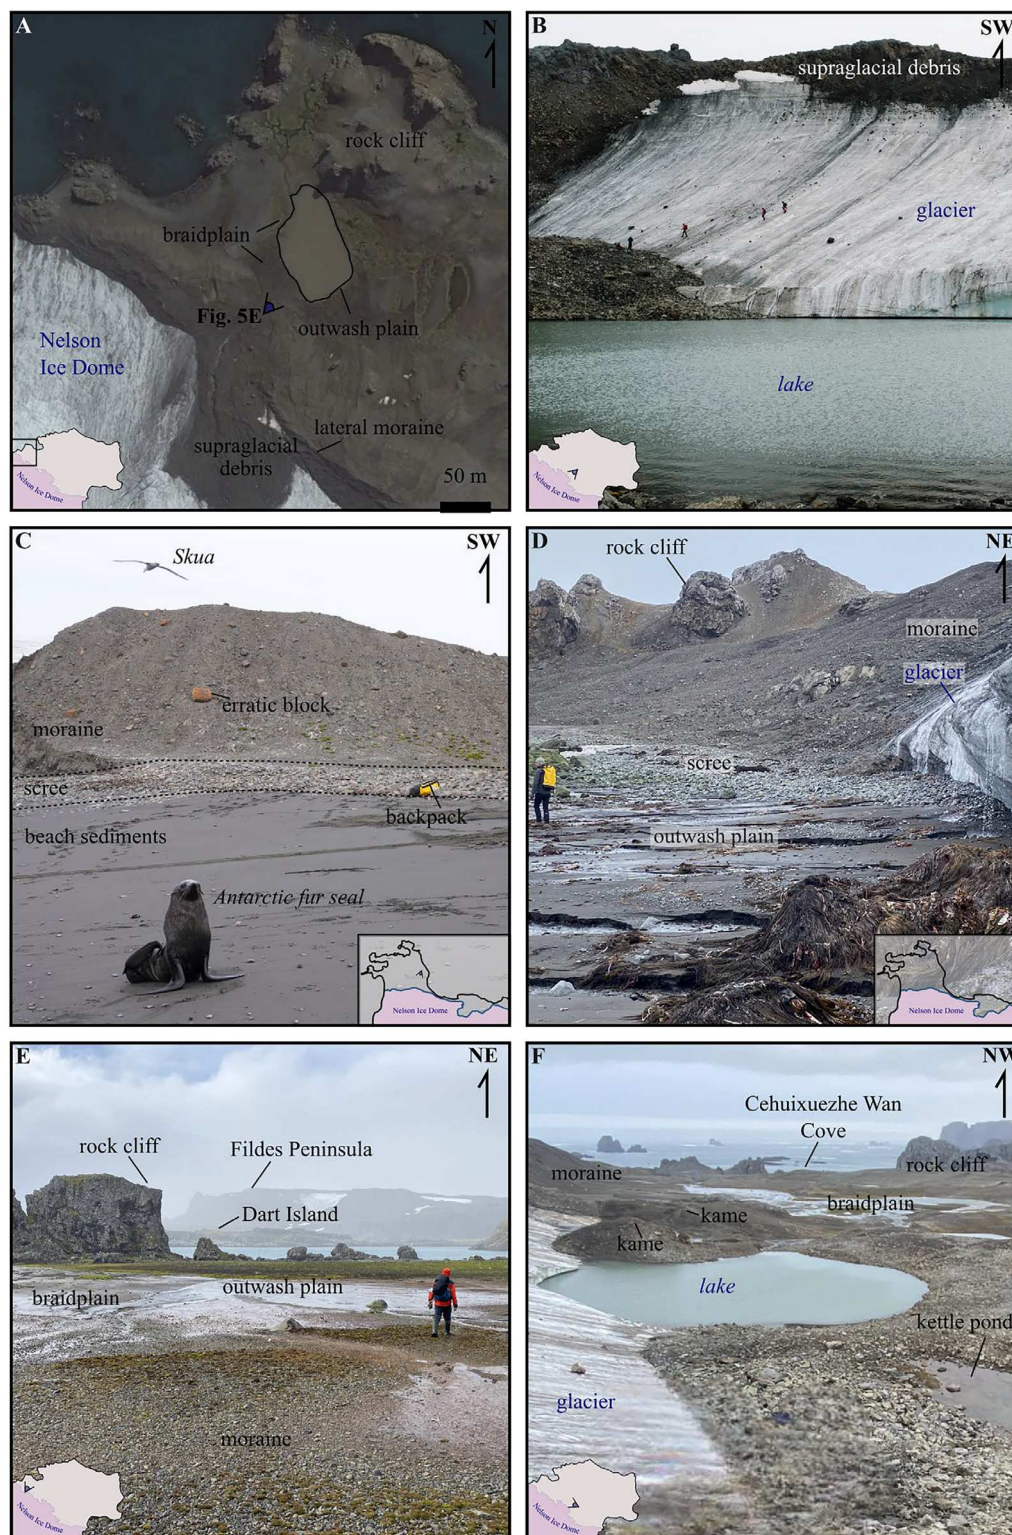 A
N
rock cliff
braidplain
Fig. 5E
outwash plain
Nelson
Ice Dome
lateral moraine
supraglacial
debris
50 m
Nelson Ice Dome
B
SW
supraglacial debris
glacier
lake
Nelson Ice Dome
C
SW
Skua
erratic block
moraine
scree
backpack
beach sediments
Antarctic fur seal
Nelson Ice Dome
D
NE
rock cliff
moraine
glacier
scree
outwash plain
Nelson Ice Dome
E
NE
rock cliff
Fildes Peninsula
Dart Island
outwash plain
braidplain
moraine
Nelson Ice Dome
F
NW
Cehuixuezhe Wan
Cove
moraine
rock cliff
braidplain
kame
kame
lake
kettle pond
glacier
Nelson Ice Dome